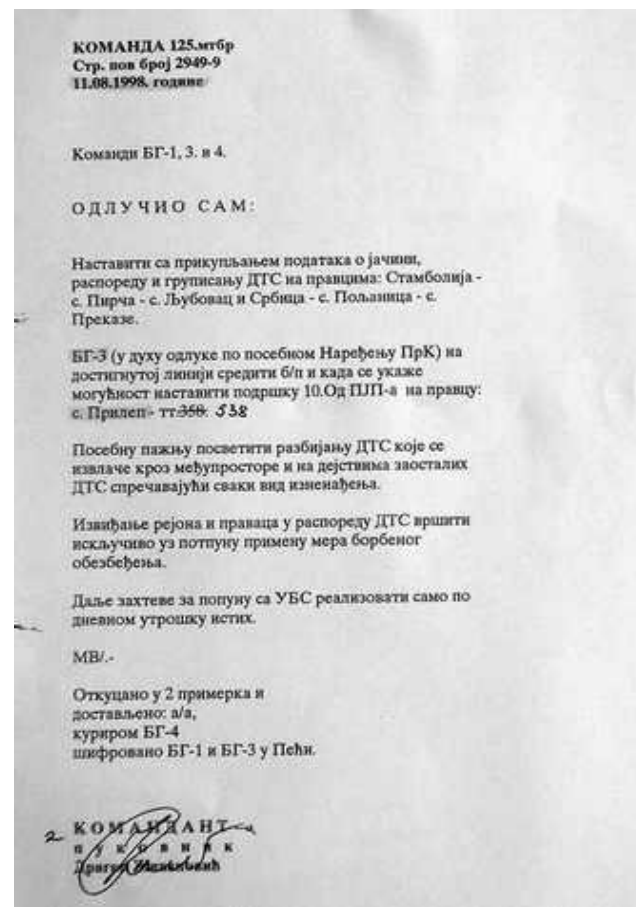 КОМАНДА 125.мтбр
Стр. пов број 2949-9
11.08.1998. године
Команди БГ-1, 3. и 4.
ОДЛУЧИО САМ:
Наставити са прикупљањем података о јачини,
распореду и груписању ДТС на правцима: Стамболија -
с. Пирча - с. Љубовац и Србица - с. Пољаница - с.
Преказе.
БГ-3 (у духу одлуке по посебном Наређењу ПрК) на
достигнутој линији средити б/п и када се укаже
могућност наставити подршку 10.Од ПЈП-а на правцу:
с. Прилеп - тт.358. 538
Посебну пажњу посветити разбијању ДТС које се
извлаче кроз међупросторе и на дејствима заосталих
ДТС спречавајући сваки вид изненађења.
Извиђање рејона и праваца у распореду ДТС вршити
искључиво уз потпуну примену мера борбеног
обезбеђења.
Даље захтеве за попуну са УБС реализовати само по
дневном утрошку истих.
МВ/.-
Откуцано у 2 примерка и
достављено: а/а,
куриром БГ-4
шифровано БГ-1 и БГ-3 у Пећи.
КОМАНДАНТ
пуковник
Драган